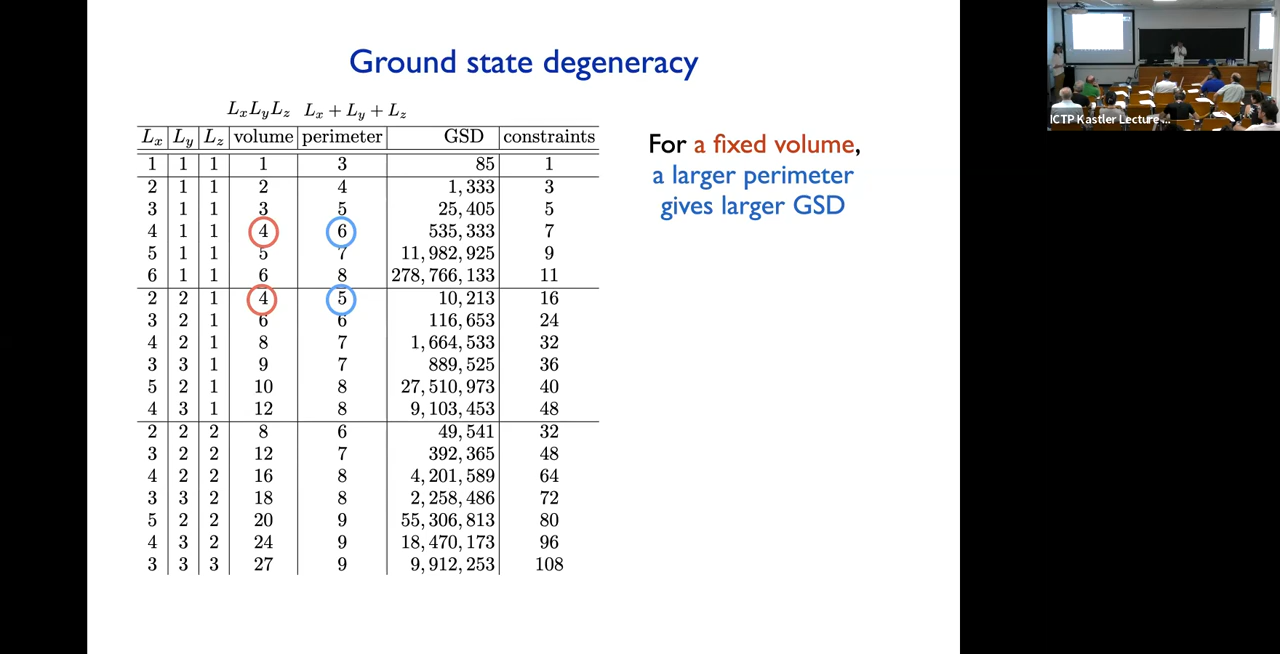 Ground state degeneracy
LxLyLz Lx + Ly + Lz
Lx Ly Lz volume perimeter GSD constraints
1 1 1 1 3 85 1
2 1 1 2 4 1,333 3
3 1 1 3 5 25,405 5
4 1 1 4 6 535,333 7
5 1 1 5 7 11,982,925 9
6 1 1 6 8 278,766,133 11
2 2 1 4 5 10,213 16
3 2 1 6 6 116,653 24
4 2 1 8 7 1,664,533 32
3 3 1 9 7 889,525 36
5 2 1 10 8 27,510,973 40
4 3 1 12 8 9,103,453 48
2 2 2 8 6 49,541 32
3 2 2 12 7 392,365 48
4 2 2 16 8 4,201,589 64
3 3 2 18 8 2,258,486 72
5 2 2 20 9 55,306,813 80
4 3 2 24 9 18,470,173 96
3 3 3 27 9 9,912,253 108
For a fixed volume,
a larger perimeter
gives larger GSD
ICTP Kastler Lecture ...